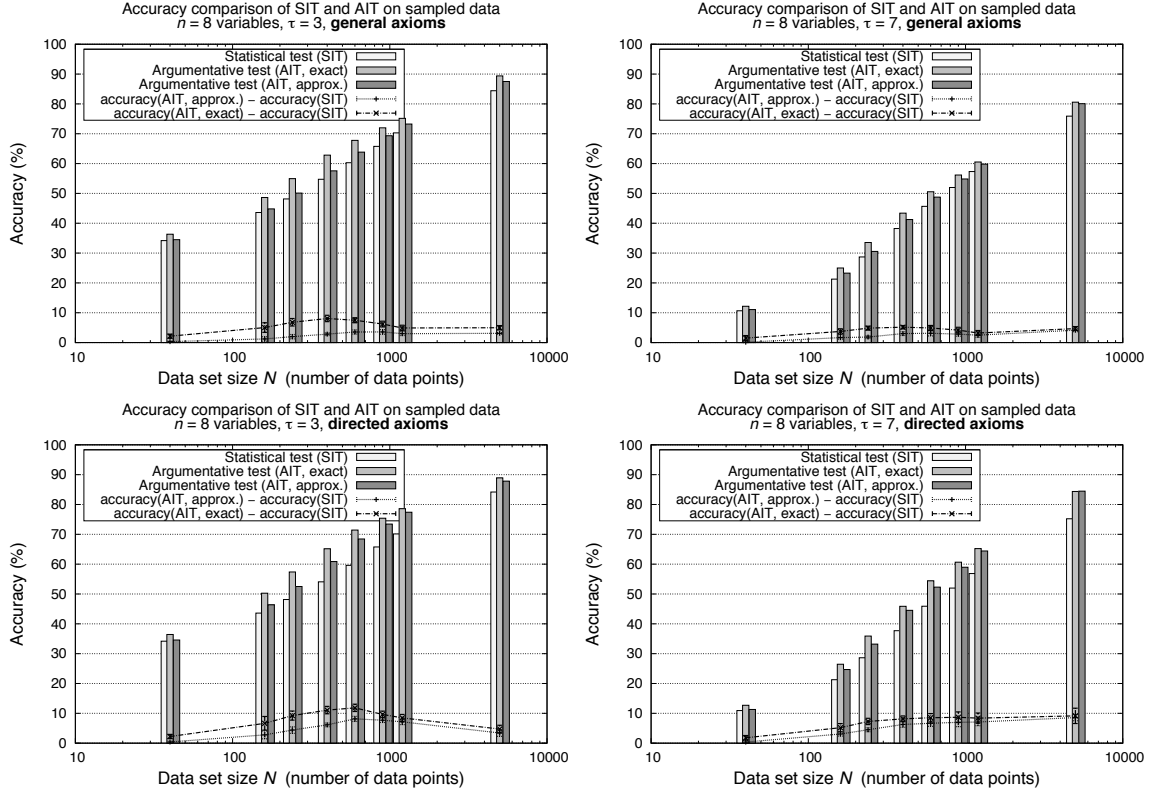 Accuracy comparison of SIT and AIT on sampled data
n = 8 variables, τ = 3, general axioms
100
90
80
70
60
50
40
30
20
10
0
Accuracy (%)
Statistical test (SIT)
Argumentative test (AIT, exact)
Argumentative test (AIT, approx.)
accuracy(AIT, approx.) − accuracy(SIT)
accuracy(AIT, exact) − accuracy(SIT)
10 100 1000 10000
Data set size N (number of data points)
Accuracy comparison of SIT and AIT on sampled data
n = 8 variables, τ = 7, general axioms
100
90
80
70
60
50
40
30
20
10
0
Accuracy (%)
Statistical test (SIT)
Argumentative test (AIT, exact)
Argumentative test (AIT, approx.)
accuracy(AIT, approx.) − accuracy(SIT)
accuracy(AIT, exact) − accuracy(SIT)
10 100 1000 10000
Data set size N (number of data points)
Accuracy comparison of SIT and AIT on sampled data
n = 8 variables, τ = 3, directed axioms
100
90
80
70
60
50
40
30
20
10
0
Accuracy (%)
Statistical test (SIT)
Argumentative test (AIT, exact)
Argumentative test (AIT, approx.)
accuracy(AIT, approx.) − accuracy(SIT)
accuracy(AIT, exact) − accuracy(SIT)
10 100 1000 10000
Data set size N (number of data points)
Accuracy comparison of SIT and AIT on sampled data
n = 8 variables, τ = 7, directed axioms
100
90
80
70
60
50
40
30
20
10
0
Accuracy (%)
Statistical test (SIT)
Argumentative test (AIT, exact)
Argumentative test (AIT, approx.)
accuracy(AIT, approx.) − accuracy(SIT)
accuracy(AIT, exact) − accuracy(SIT)
10 100 1000 10000
Data set size N (number of data points)